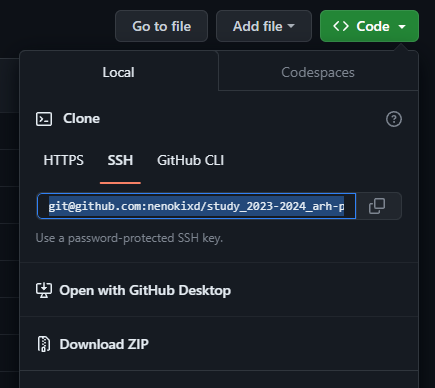 Go to file Add file <> Code
Local Codespaces
Clone
HTTPS SSH GitHub CLI
git@github.com:nenokixd/study_2023-2024_arh-p
Use a password-protected SSH key.
Open with GitHub Desktop
Download ZIP